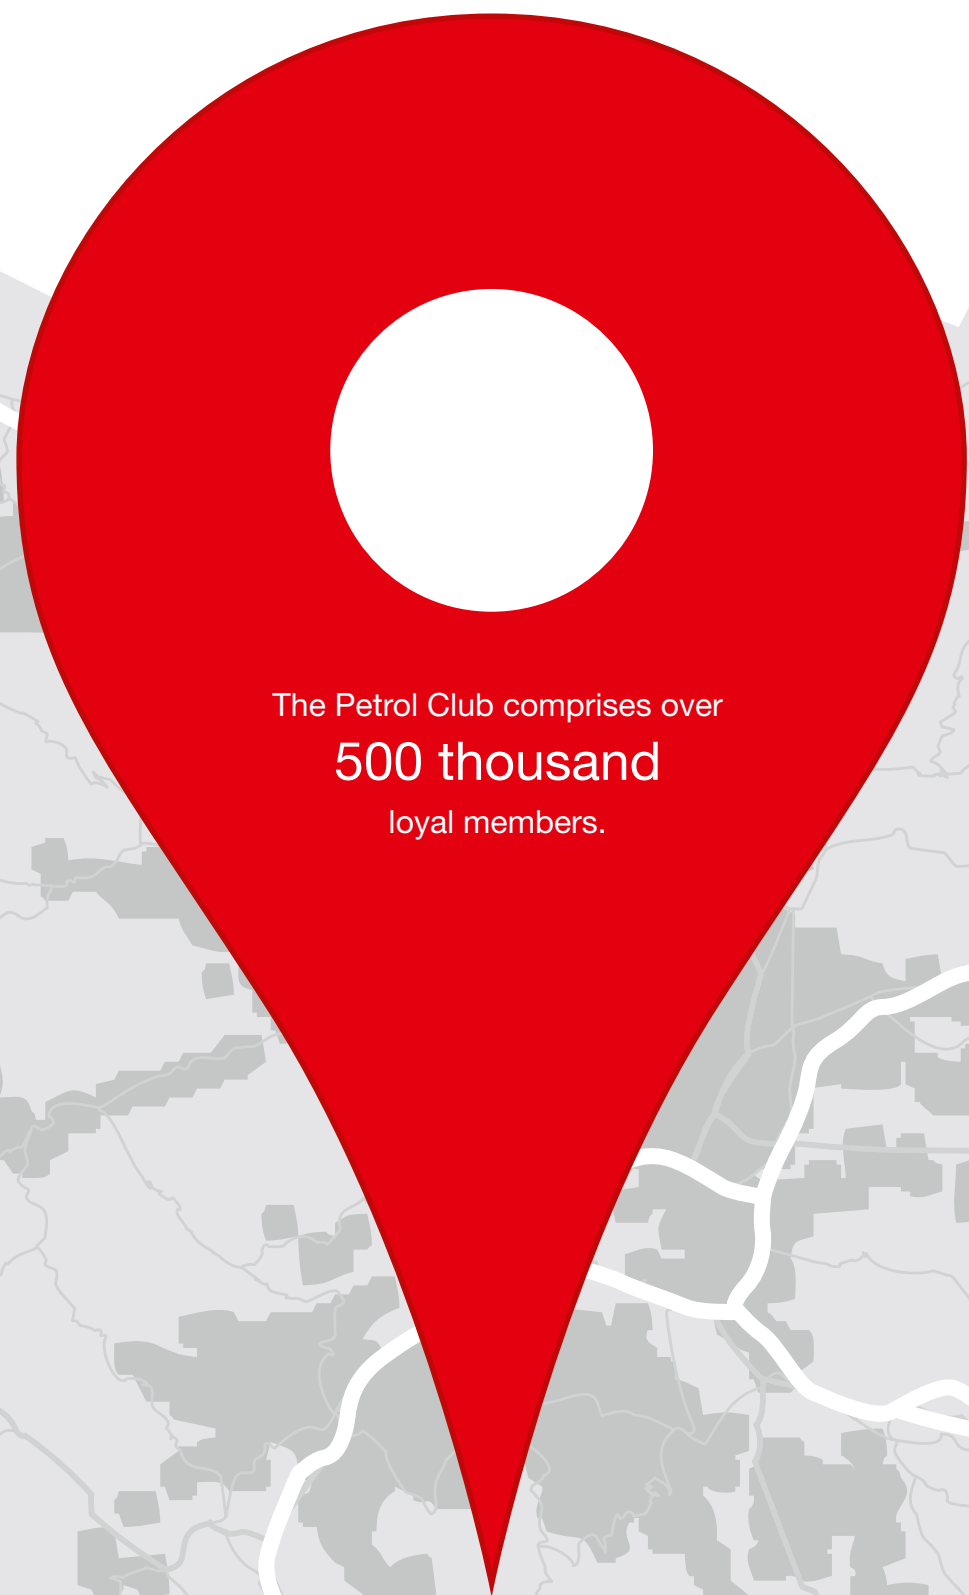 The Petrol Club comprises over
500 thousand
loyal members.